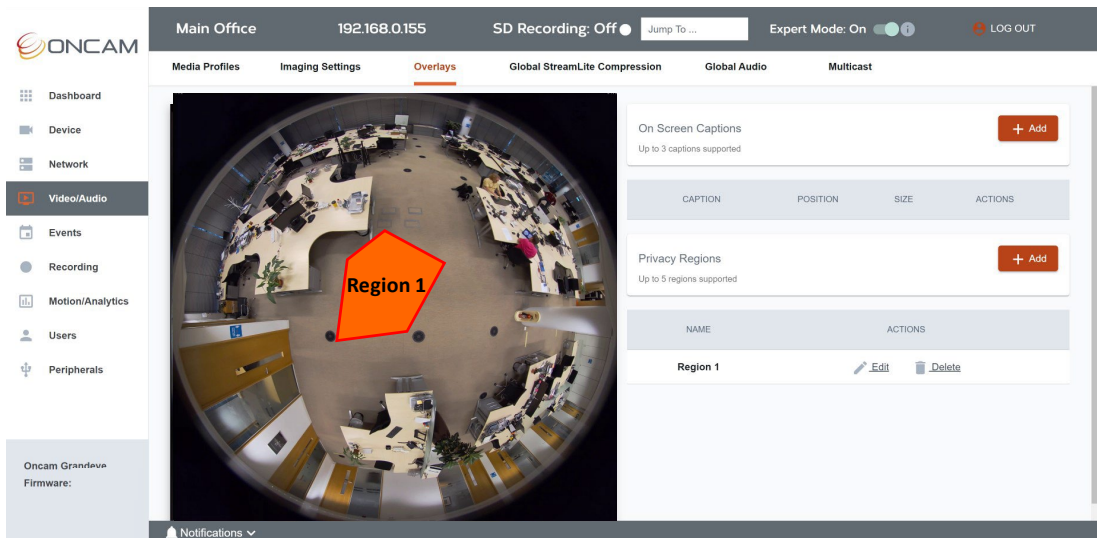 ONCAM
Main Office 192.168.0.155 SD Recording: Off Jump To ... Expert Mode: On i LOG OUT
Media Profiles Imaging Settings Overlays Global StreamLite Compression Global Audio Multicast
Dashboard
Device
Network
Video/Audio
Events
Recording
Motion/Analytics
Users
Peripherals
Oncam Grandeye
Firmware:
Region 1
On Screen Captions
+ Add
Up to 3 captions supported
CAPTION POSITION SIZE ACTIONS
Privacy Regions
+ Add
Up to 5 regions supported
NAME ACTIONS
Region 1 Edit Delete
Notifications